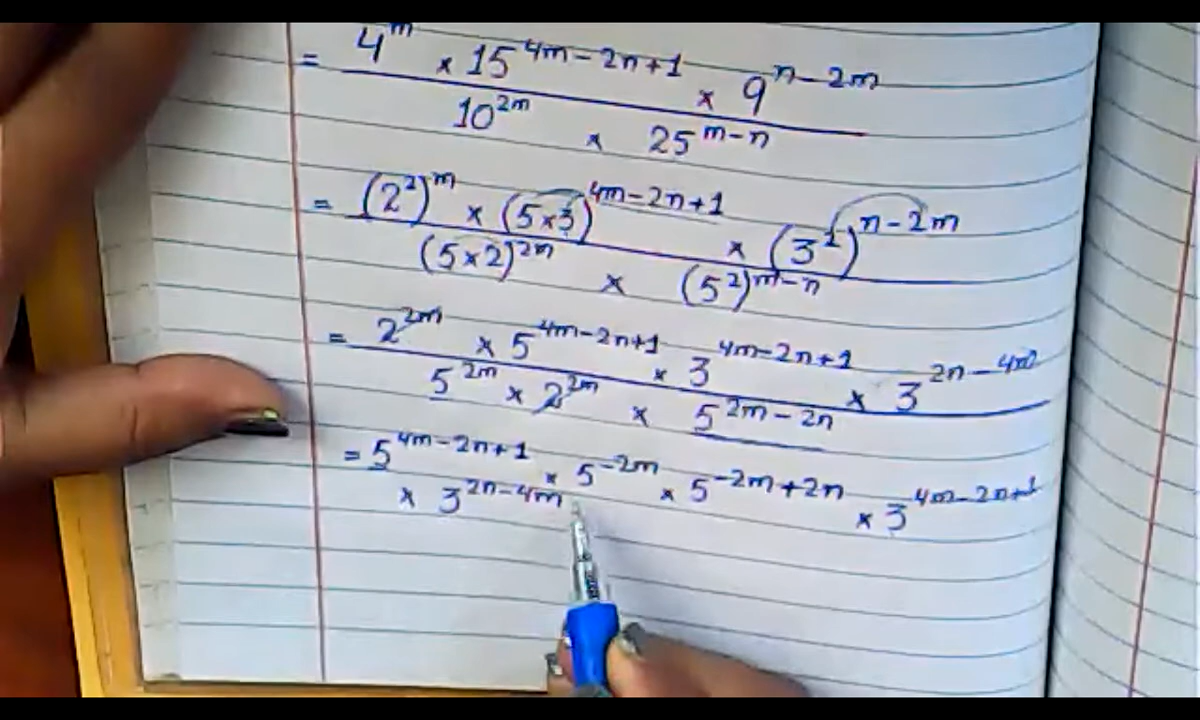 = 4^m × 15^(4m-2n+1) × 9^(n-2m)
10^(2m) × 25^(m-n)
= (2²)^m × (5×3)^(4m-2n+1) × (3²)^(n-2m)
(5×2)^(2m) × (5²)^(m-n)
= 2^(2m) × 5^(4m-2n+1) × 3^(4m-2n+1) × 3^(2n-4m)
5^(2m) × 2^(2m) × 5^(2m-2n)
= 5^(4m-2n+1) × 5^(-2m) × 5^(-2m+2n) × 3^(4m-2n+1)
× 3^(2n-4m)